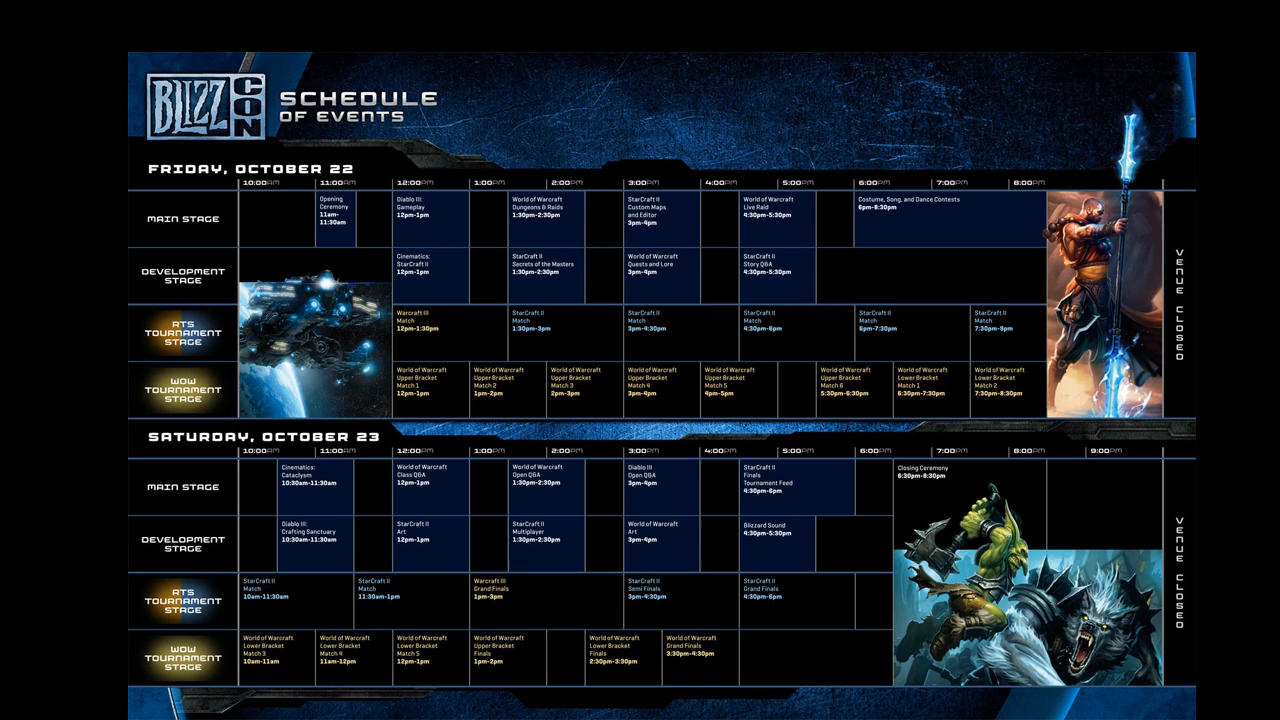 BLIZZCON
SCHEDULE
OF EVENTS
FRIDAY, OCTOBER 22
10:00AM 11:00AM 12:00PM 1:00PM 2:00PM 3:00PM 4:00PM 5:00PM 6:00PM 7:00PM 8:00PM
MAIN STAGE
Opening
Ceremony
11am-
11:30am
Diablo III:
Gameplay
12pm-1pm
World of Warcraft
Dungeons & Raids
1:30pm-2:30pm
StarCraft II
Custom Maps
and Editor
3pm-4pm
World of Warcraft
Live Raid
4:30pm-5:30pm
Costume, Song, and Dance Contests
6pm-8:30pm
DEVELOPMENT
STAGE
Cinematics:
StarCraft II
12pm-1pm
StarCraft II
Secrets of the Masters
1:30pm-2:30pm
World of Warcraft
Quests and Lore
3pm-4pm
StarCraft II
Story Q&A
4:30pm-5:30pm
RTS
TOURNAMENT
STAGE
Warcraft III
Match
12pm-1:30pm
StarCraft II
Match
1:30pm-3pm
StarCraft II
Match
3pm-4:30pm
StarCraft II
Match
4:30pm-6pm
StarCraft II
Match
6pm-7:30pm
StarCraft II
Match
7:30pm-9pm
WOW
TOURNAMENT
STAGE
World of Warcraft
Upper Bracket
Match 1
12pm-1pm
World of Warcraft
Upper Bracket
Match 2
1pm-2pm
World of Warcraft
Upper Bracket
Match 3
2pm-3pm
World of Warcraft
Upper Bracket
Match 4
3pm-4pm
World of Warcraft
Upper Bracket
Match 5
4pm-5pm
World of Warcraft
Upper Bracket
Match 6
5:30pm-6:30pm
World of Warcraft
Lower Bracket
Match 1
6:30pm-7:30pm
World of Warcraft
Lower Bracket
Match 2
7:30pm-8:30pm
VENUE CLOSED
SATURDAY, OCTOBER 23
10:00AM 11:00AM 12:00PM 1:00PM 2:00PM 3:00PM 4:00PM 5:00PM 6:00PM 7:00PM 8:00PM 9:00PM
MAIN STAGE
Cinematics:
Cataclysm
10:30am-11:30am
World of Warcraft
Class Q&A
12pm-1pm
World of Warcraft
Open Q&A
1:30pm-2:30pm
Diablo III
Open Q&A
3pm-4pm
StarCraft II
Finals
Tournament Feed
4:30pm-6pm
Closing Ceremony
6:30pm-8:30pm
DEVELOPMENT
STAGE
Diablo III:
Crafting Sanctuary
10:30am-11:30am
StarCraft II
Art
12pm-1pm
StarCraft II
Multiplayer
1:30pm-2:30pm
World of Warcraft
Art
3pm-4pm
Blizzard Sound
4:30pm-5:30pm
RTS
TOURNAMENT
STAGE
StarCraft II
Match
10am-11:30am
StarCraft II
Match
11:30am-1pm
Warcraft III
Grand Finals
1pm-3pm
StarCraft II
Semi Finals
3pm-4:30pm
StarCraft II
Grand Finals
4:30pm-6pm
WOW
TOURNAMENT
STAGE
World of Warcraft
Lower Bracket
Match 3
10am-11am
World of Warcraft
Lower Bracket
Match 4
11am-12pm
World of Warcraft
Lower Bracket
Match 5
12pm-1pm
World of Warcraft
Upper Bracket
Finals
1pm-2pm
World of Warcraft
Lower Bracket
Finals
2:30pm-3:30pm
World of Warcraft
Grand Finals
3:30pm-4:30pm
VENUE CLOSED